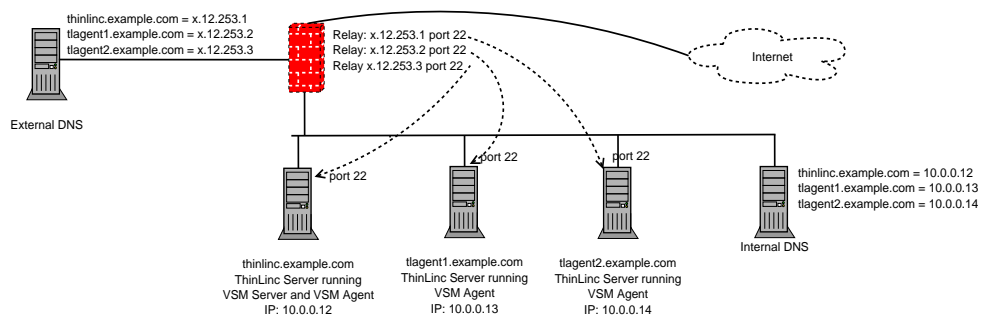 thinlinc.example.com = x.12.253.1
tlagent1.example.com = x.12.253.2
tlagent2.example.com = x.12.253.3
External DNS
Relay: x.12.253.1 port 22
Relay: x.12.253.2 port 22
Relay x.12.253.3 port 22
Internet
port 22
port 22
port 22
thinlinc.example.com = 10.0.0.12
tlagent1.example.com = 10.0.0.13
tlagent2.example.com = 10.0.0.14
Internal DNS
thinlinc.example.com
ThinLinc Server running
VSM Server and VSM Agent
IP: 10.0.0.12
tlagent1.example.com
ThinLinc Server running
VSM Agent
IP: 10.0.0.13
tlagent2.example.com
ThinLinc Server running
VSM Agent
IP: 10.0.0.14